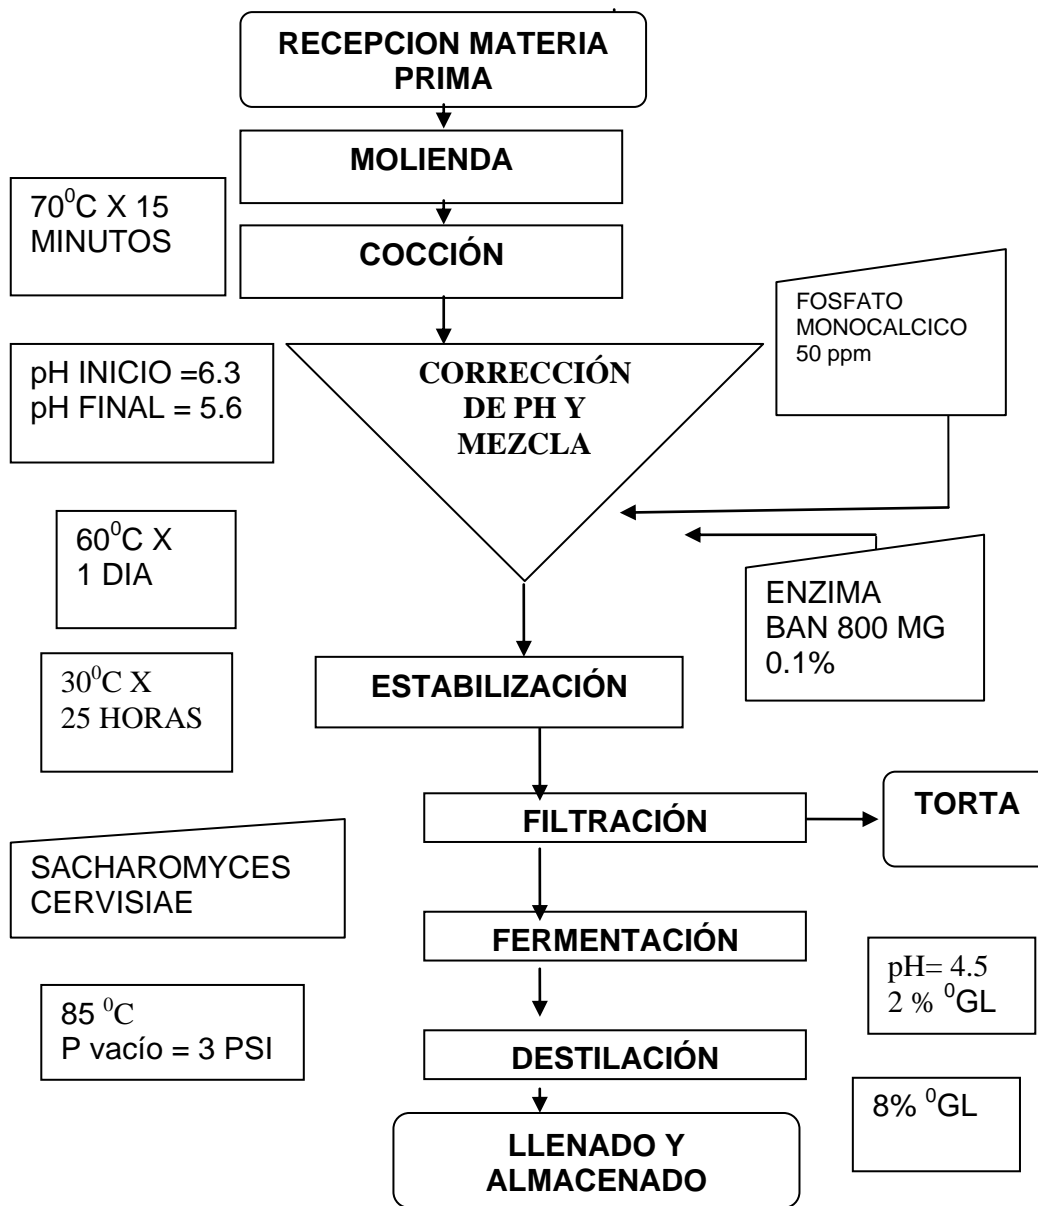 RECEPCION MATERIA
PRIMA
MOLIENDA
70⁰C X 15
MINUTOS
COCCIÓN
FOSFATO
MONOCALCICO
50 ppm
pH INICIO =6.3
pH FINAL = 5.6
CORRECCIÓN
DE PH Y
MEZCLA
60⁰C X
1 DIA
ENZIMA
BAN 800 MG
0.1%
30⁰C X
25 HORAS
ESTABILIZACIÓN
FILTRACIÓN
TORTA
SACHAROMYCES
CERVISIAE
FERMENTACIÓN
pH= 4.5
2 % ⁰GL
85 ⁰C
P vacío = 3 PSI
DESTILACIÓN
8% ⁰GL
LLENADO Y
ALMACENADO